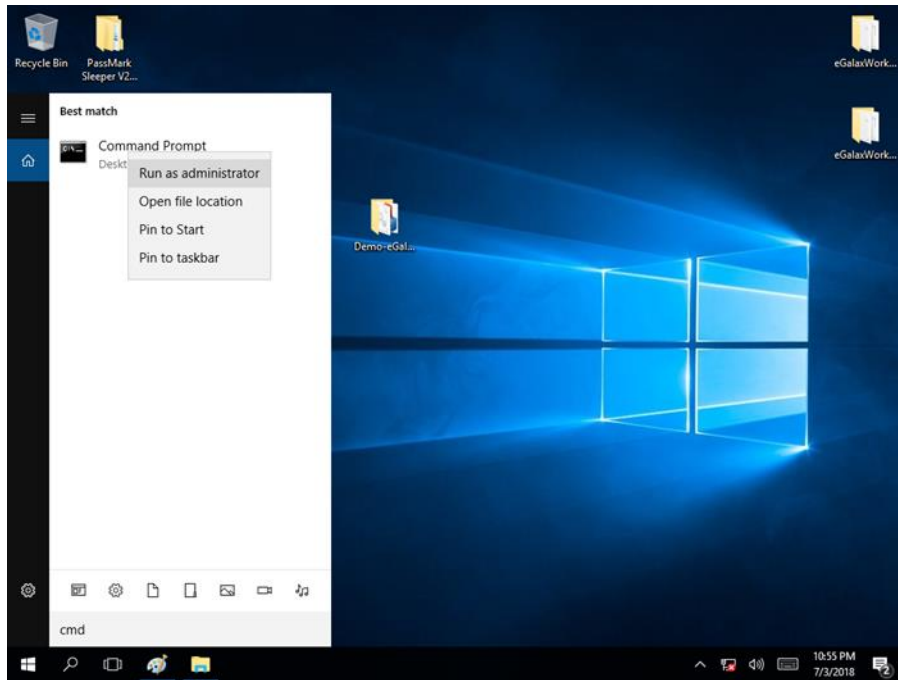 Recycle Bin
PassMark
Sleeper V2...
eGalaxWork...
eGalaxWork...
Demo-eGal...
Best match
Command Prompt
Deskt
Run as administrator
Open file location
Pin to Start
Pin to taskbar
cmd
10:55 PM
7/3/2018
2